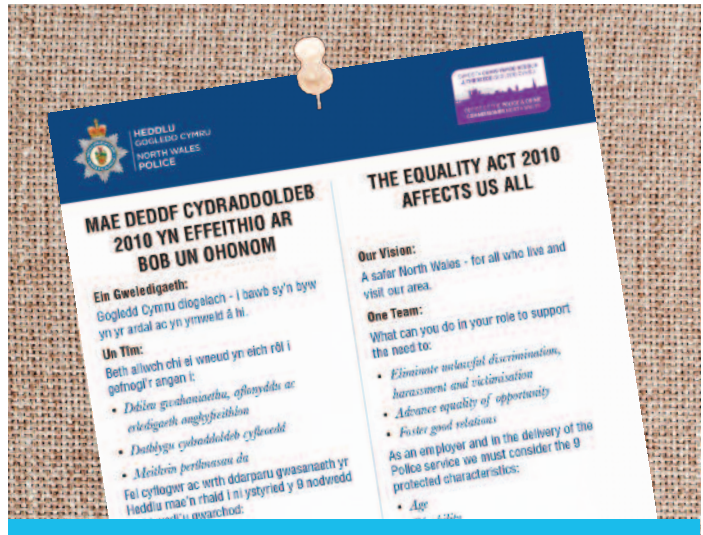 HEDDLU
GOGLEDD CYMRU
NORTH WALES
POLICE
MAE DEDDF CYDRADDOLDEB
2010 YN EFFEITHIO AR
BOB UN OHONOM
Ein Gweledigaeth:
Gogledd Cymru diogelach - i bawb sy'n byw
yn yr ardal ac yn ymweld â hi.
Un Tîm:
Beth allwch chi ei wneud yn eich rôl i
gefnogi'r angen i:
• Ddileu gwahaniaethu, aflonyddu ac
erledigaeth anghyfreithlon
• Datblygu cydraddoldeb cyfleoedd
• Meithrin perthnasau da
Fel cyflogwr ac wrth ddarparu gwasanaeth yr
Heddlu mae'n rhaid i ni ystyried y 9 nodwedd
gwarchod:
THE EQUALITY ACT 2010
AFFECTS US ALL
Our Vision:
A safer North Wales - for all who live and
visit our area.
One Team:
What can you do in your role to support
the need to:
• Eliminate unlawful discrimination,
harassment and victimisation
• Advance equality of opportunity
• Foster good relations
As an employer and in the delivery of the
Police service we must consider the 9
protected characteristics:
• Age